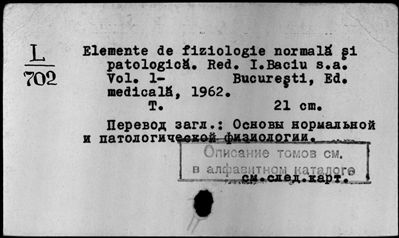 L
702
Elemente de fiziologie normală şi
patologică. Red. I.Baciu s.a.
Vol. 1- Bucureşti, Ed.
medicală, 1962.
T. 21 cm.
Перевод загл.: Основы нормальной
и патологической физиологии.
Описание томов см.
в алфавитном каталоге
см.след.карт.